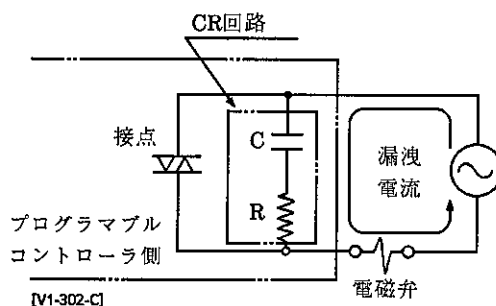 CR回路
接点
C
R
漏洩
電流
プログラマブル
コントローラ側
電磁弁
[V1-302-C]